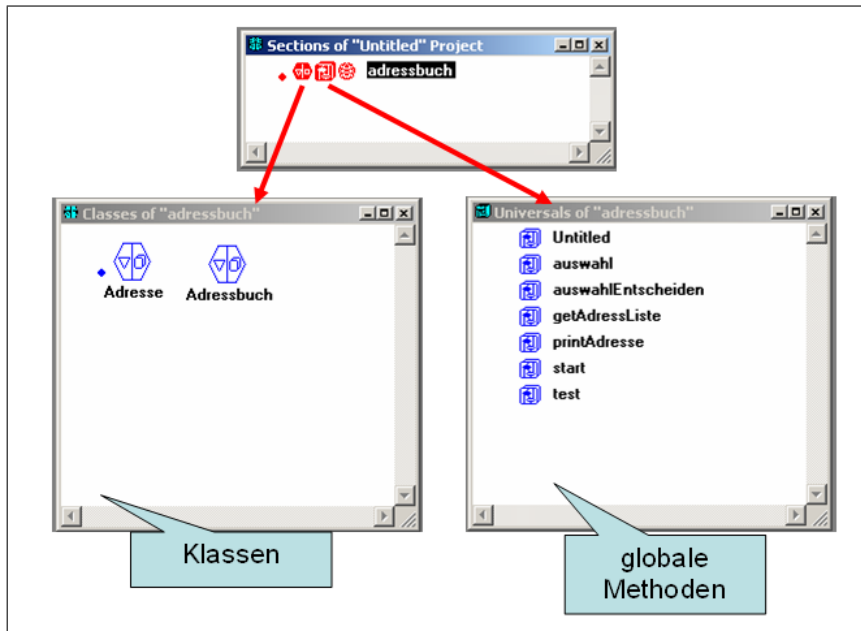 Sections of "Untitled" Project
adressbuch
Classes of "adressbuch"
Adresse
Adressbuch
Universals of "adressbuch"
Untitled
auswahl
auswahlEntscheiden
getAdressListe
printAdresse
start
test
Klassen
globale
Methoden